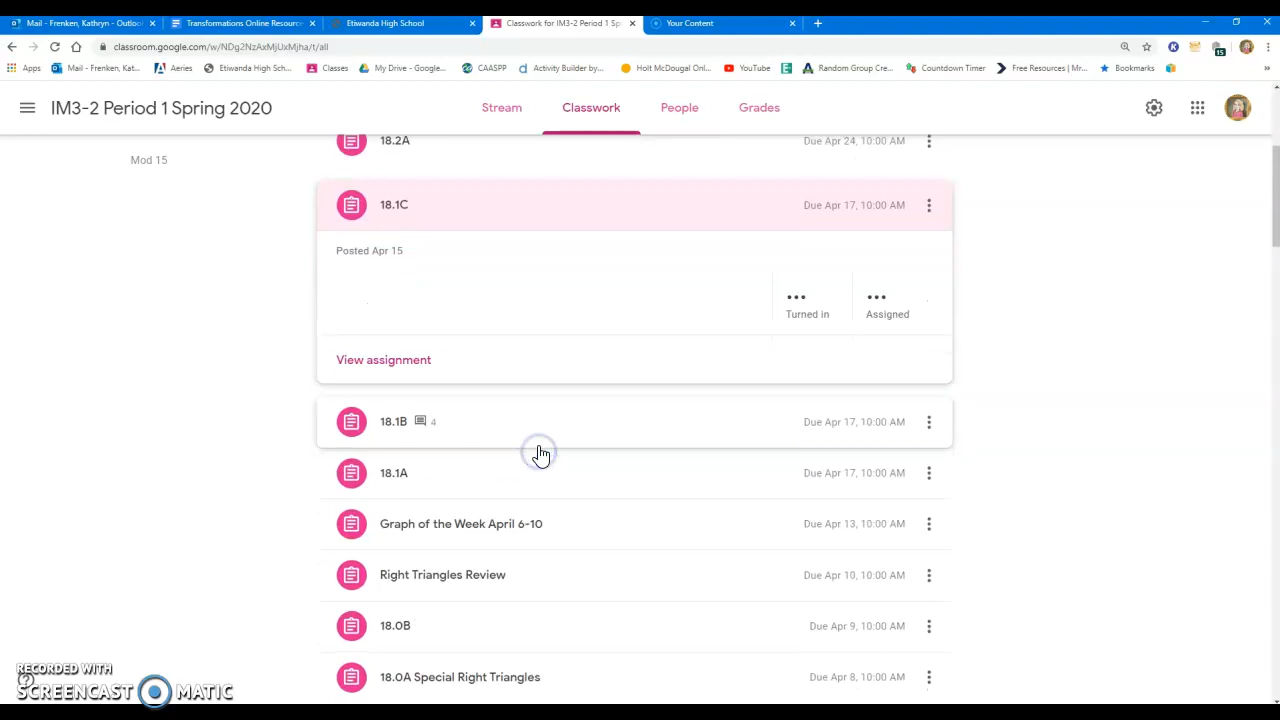 Mail - Frenken, Kathryn - Outloo
Transformations Online Resourc
Etiwanda High School
Classwork for IM3-2 Period 1 Sp
Your Content
classroom.google.com/w/NDg2NzAxMjUxMjha/t/all
15
Apps
Mail - Frenken, Kat...
Aeries
Etiwanda High Sch...
Classes
My Drive - Google...
CAASPP
Activity Builder by...
Holt McDougal Onl...
YouTube
Random Group Cre...
Countdown Timer
Free Resources | Mr...
Bookmarks
»
IM3-2 Period 1 Spring 2020
Stream
Classwork
People
Grades
Mod 15
18.2A
Due Apr 24, 10:00 AM
18.1C
Due Apr 17, 10:00 AM
Posted Apr 15
Turned in
Assigned
View assignment
18.1B 4
Due Apr 17, 10:00 AM
18.1A
Due Apr 17, 10:00 AM
Graph of the Week April 6-10
Due Apr 13, 10:00 AM
Right Triangles Review
Due Apr 10, 10:00 AM
18.0B
Due Apr 9, 10:00 AM
18.0A Special Right Triangles
Due Apr 8, 10:00 AM
RECORDED WITH
SCREENCAST MATIC